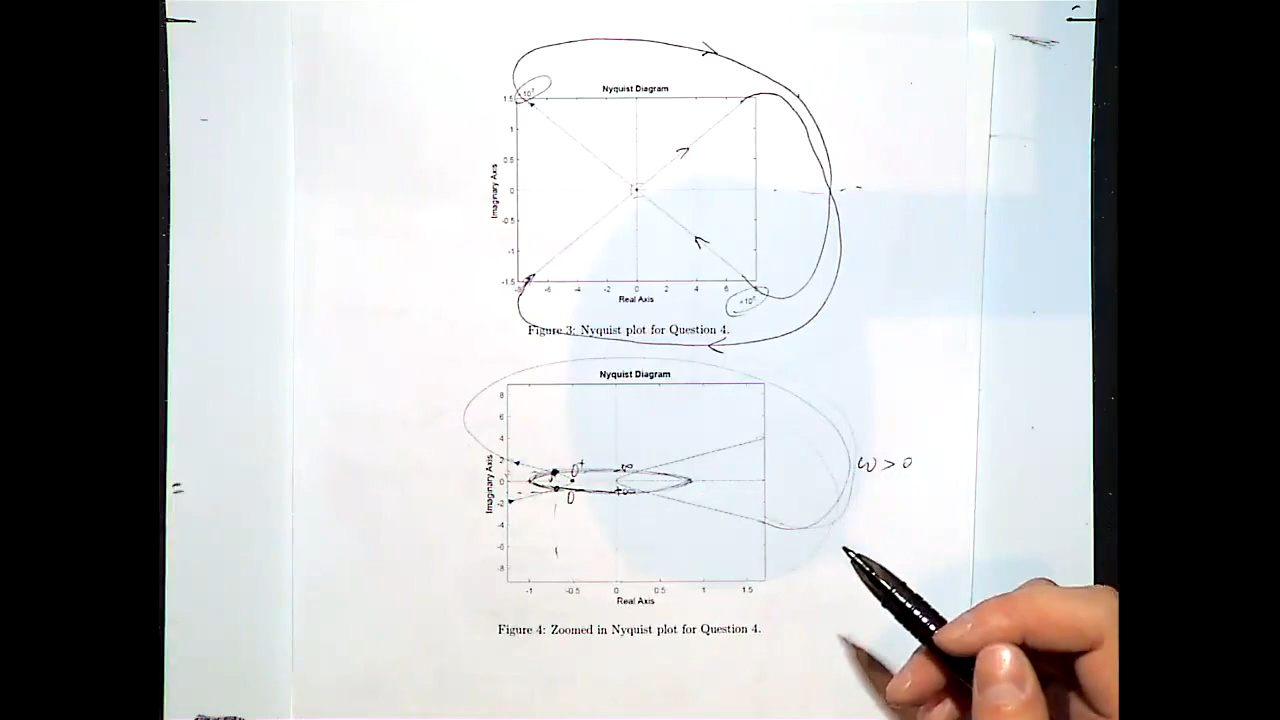 ×10⁷
Nyquist Diagram
1.5
1
0.5
0
-0.5
-1
-1.5
Imaginary Axis
-8 -6 -4 -2 0 2 4 6 8
×10⁶
Real Axis
Figure 3: Nyquist plot for Question 4.
Nyquist Diagram
8
6
4
2
0
-2
-4
-6
-8
Imaginary Axis
0⁺ -∞
0⁻ +∞
ω > 0
-1 -0.5 0 0.5 1 1.5
Real Axis
Figure 4: Zoomed in Nyquist plot for Question 4.